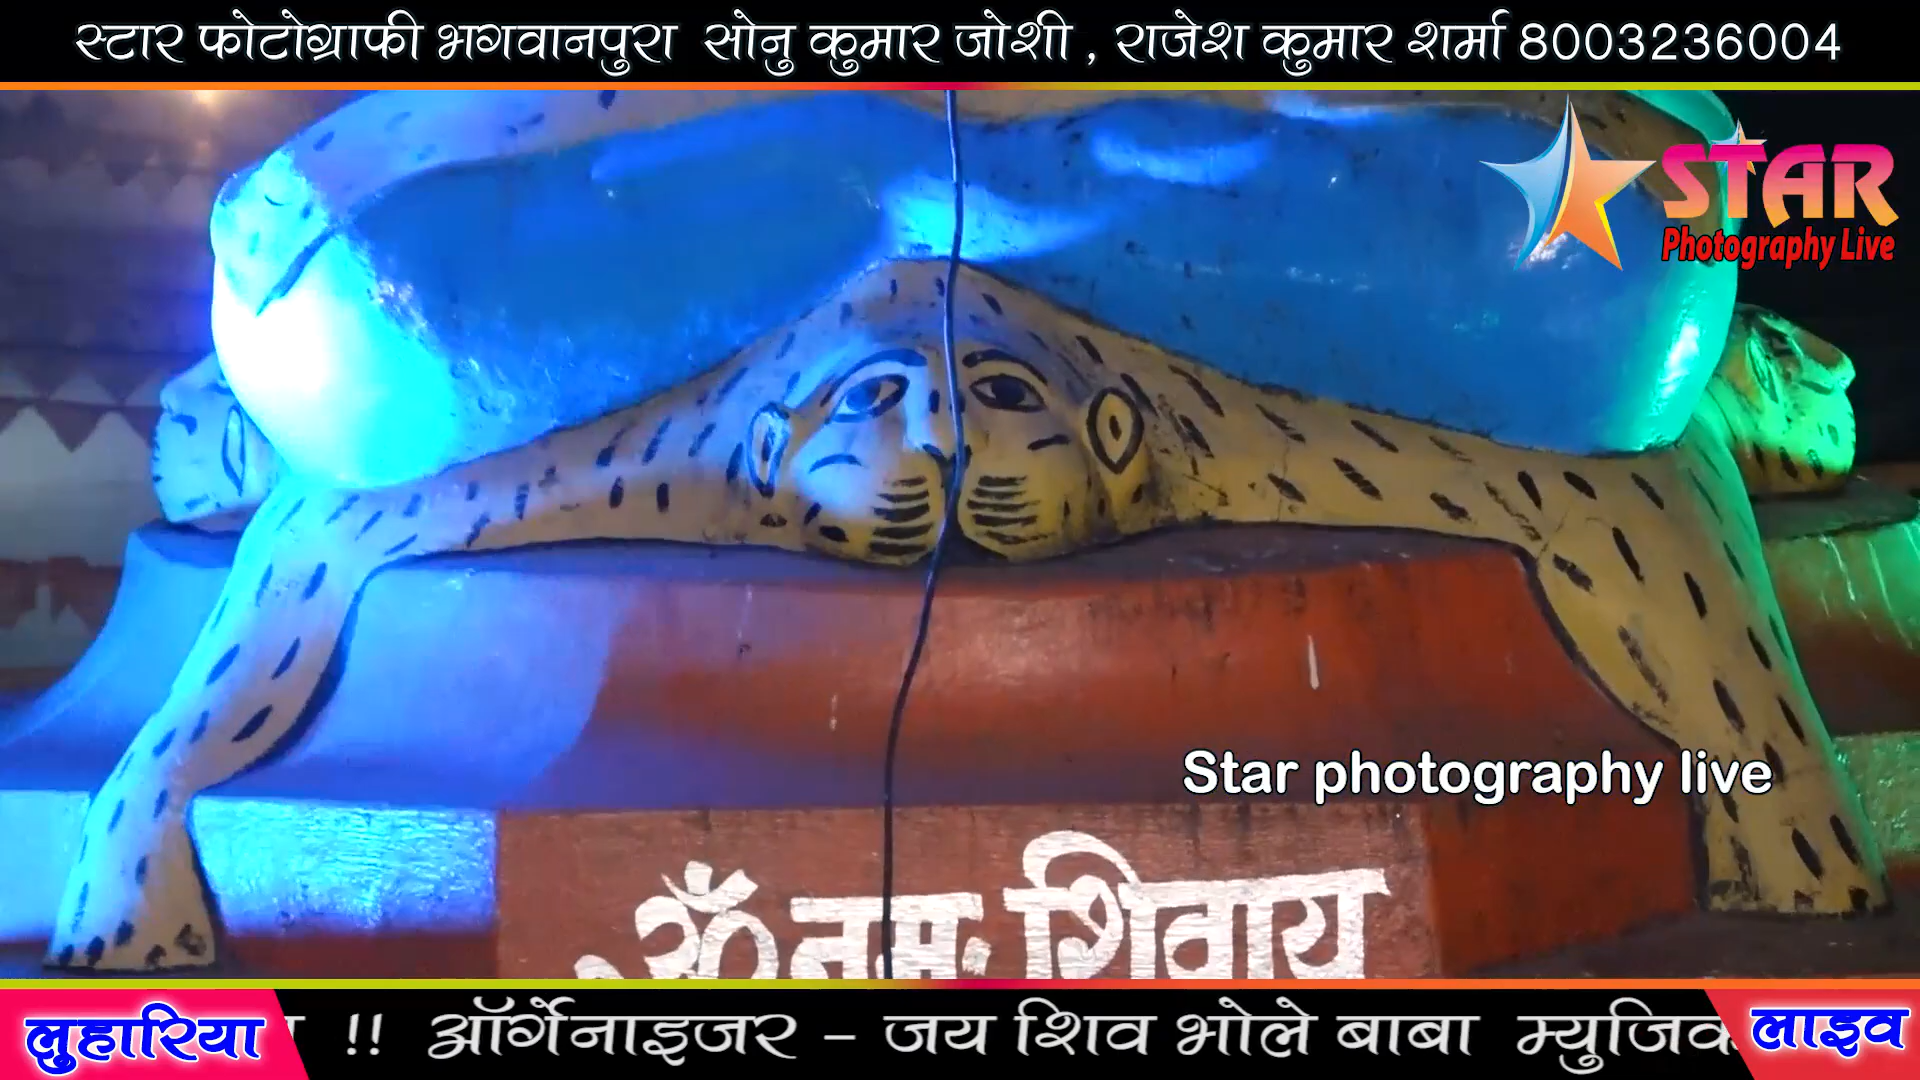 स्टार फोटोग्राफी भगवानपुरा सोनु कुमार जोशी , राजेश कुमार शर्मा 8003236004
STAR
Photography Live
Star photography live
ॐ नमः शिवाय
लुहारिया
!! ऑर्गेनाइजर - जय शिव भोले बाबा
लाइव